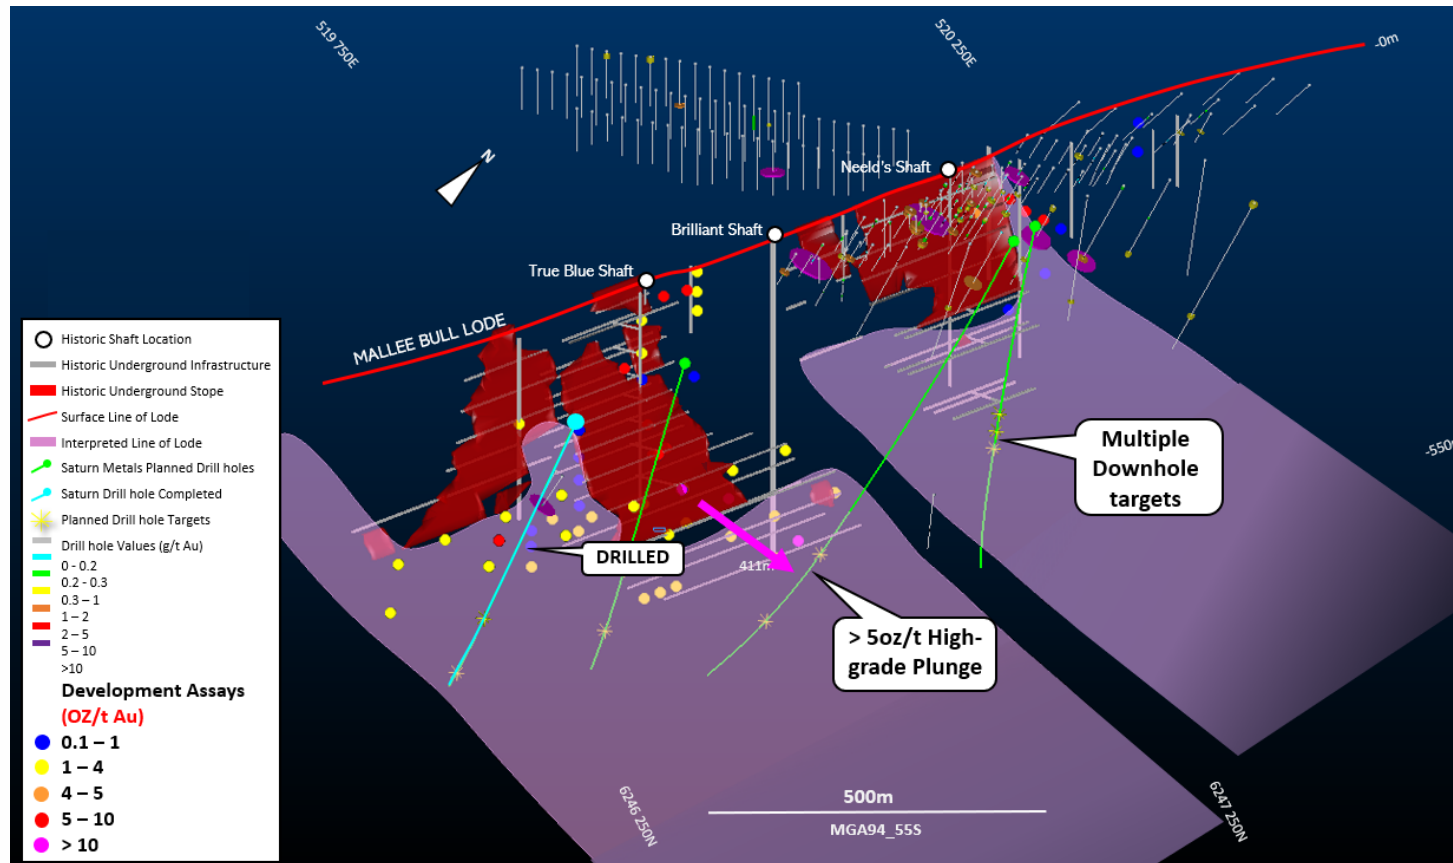 519 750E
520 250E
-0m
N
Neeld's Shaft
Brilliant Shaft
True Blue Shaft
MALLEE BULL LODE
Historic Shaft Location
Historic Underground Infrastructure
Historic Underground Stope
Surface Line of Lode
Interpreted Line of Lode
Saturn Metals Planned Drill holes
Saturn Drill hole Completed
Planned Drill hole Targets
Drill hole Values (g/t Au)
0 - 0.2
0.2 - 0.3
0.3 – 1
1 – 2
2 – 5
5 – 10
>10
Development Assays
(OZ/t Au)
0.1 – 1
1 – 4
4 – 5
5 – 10
> 10
Multiple
Downhole
targets
-550
DRILLED
411m
> 5oz/t High-
grade Plunge
500m
MGA94_55S
6246 250N
6247 250N